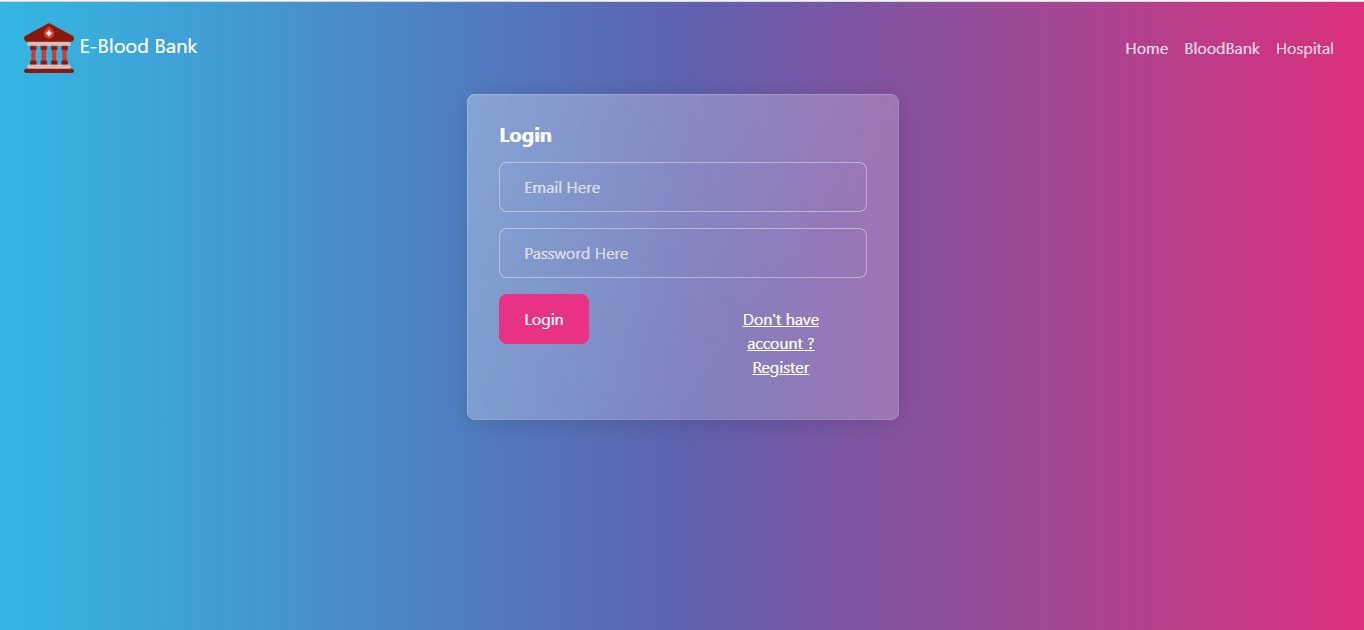 E-Blood Bank
Home BloodBank Hospital
Login
Email Here
Password Here
Login
Don't have
account ?
Register